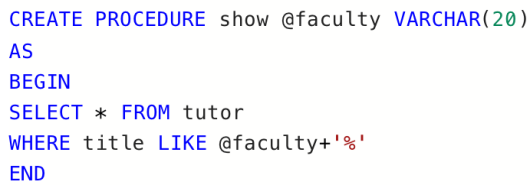 CREATE PROCEDURE show @faculty VARCHAR(20)
AS
BEGIN
SELECT * FROM tutor
WHERE title LIKE @faculty+'%'
END